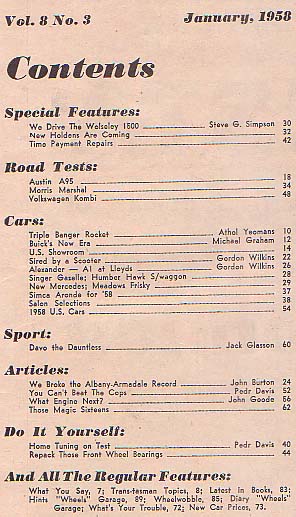 Vol. 8 No. 3 January, 1958
Contents
Special Features:
We Drive The Wolseley 1500 Steve G. Simpson 30
New Holdens Are Coming 32
Time Payment Repairs 42
Road Tests:
Austin A95 18
Morris Marshal 34
Volkswagen Kombi 48
Cars:
Triple Banger Rocket Athol Yeomans 10
Buick's New Era Michael Graham 12
U.S. Showroom 14
Sired by a Scooter Gordon Wilkins 22
Alexander — A1 at Lloyds Gordon Wilkins 26
Singer Gazelle; Humber Hawk S/waggon 28
New Mercedes; Meadows Frisky 29
Simca Aronde for '58 37
Salon Selections 38
1958 U.S. Cars 54
Sport:
Davo the Dauntless Jack Glasson 60
Articles:
We Broke the Albany-Armadale Record John Burton 24
You Can't Beat The Cops Pedr Davis 52
What Engine Next? John Goode 56
Those Magic Sixteens 62
Do It Yourself:
Home Tuning on Test Pedr Davis 40
Repack Those Front Wheel Bearings 44
And All The Regular Features:
What You Say, 7; Trans-tasman Topics, 8; Latest in Books, 83;
Hints "Wheels" Garage, 89; Wheelwobble, 85; Diary "Wheels"
Garage; What's Your Trouble, 72; New Car Prices, 73.